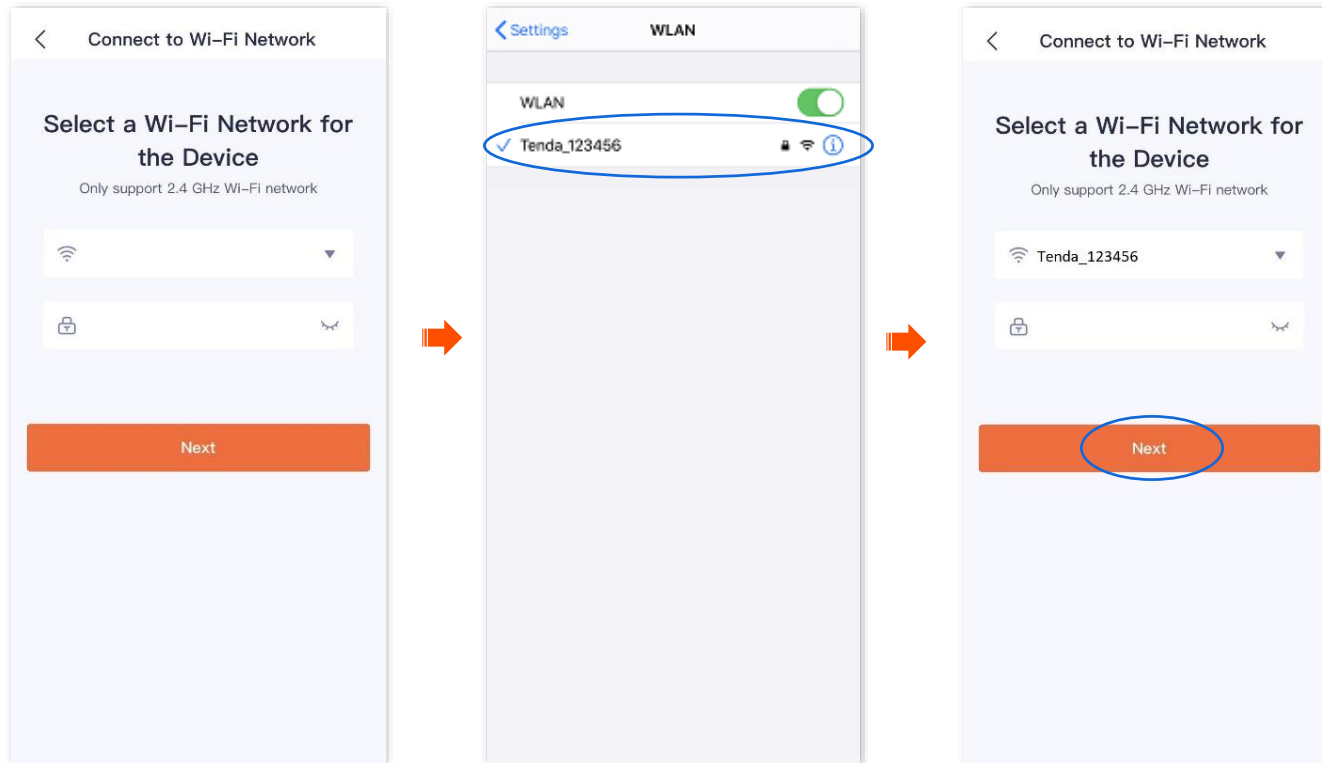 Connect to Wi-Fi Network
Select a Wi-Fi Network for
the Device
Only support 2.4 GHz Wi-Fi network
Next
Settings
WLAN
WLAN
Tenda_123456
Connect to Wi-Fi Network
Select a Wi-Fi Network for
the Device
Only support 2.4 GHz Wi-Fi network
Tenda_123456
Next